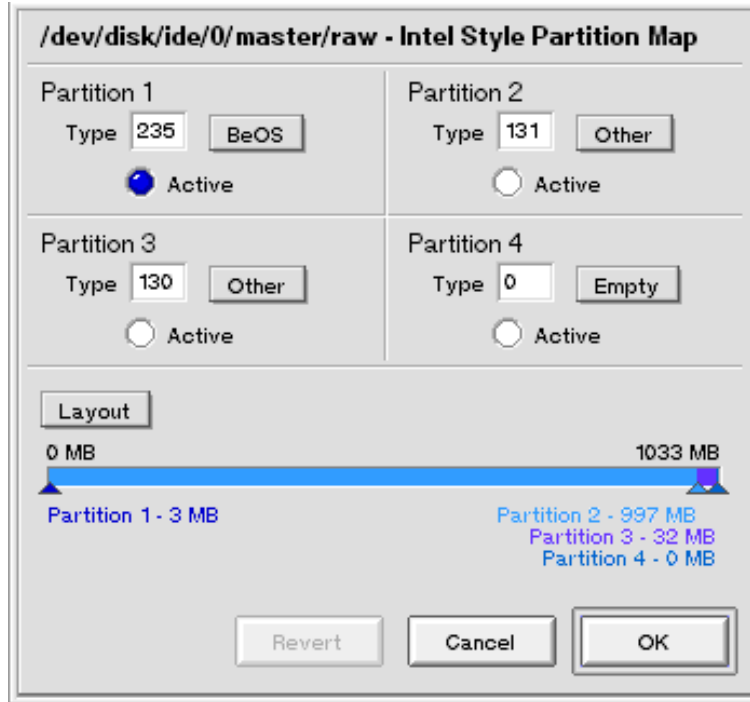 /dev/disk/ide/0/master/raw - Intel Style Partition Map
Partition 1
Type 235 BeOS
Active
Partition 2
Type 131 Other
Active
Partition 3
Type 130 Other
Active
Partition 4
Type 0 Empty
Active
Layout
0 MB 1033 MB
Partition 1 - 3 MB Partition 2 - 997 MB
Partition 3 - 32 MB
Partition 4 - 0 MB
Revert Cancel OK